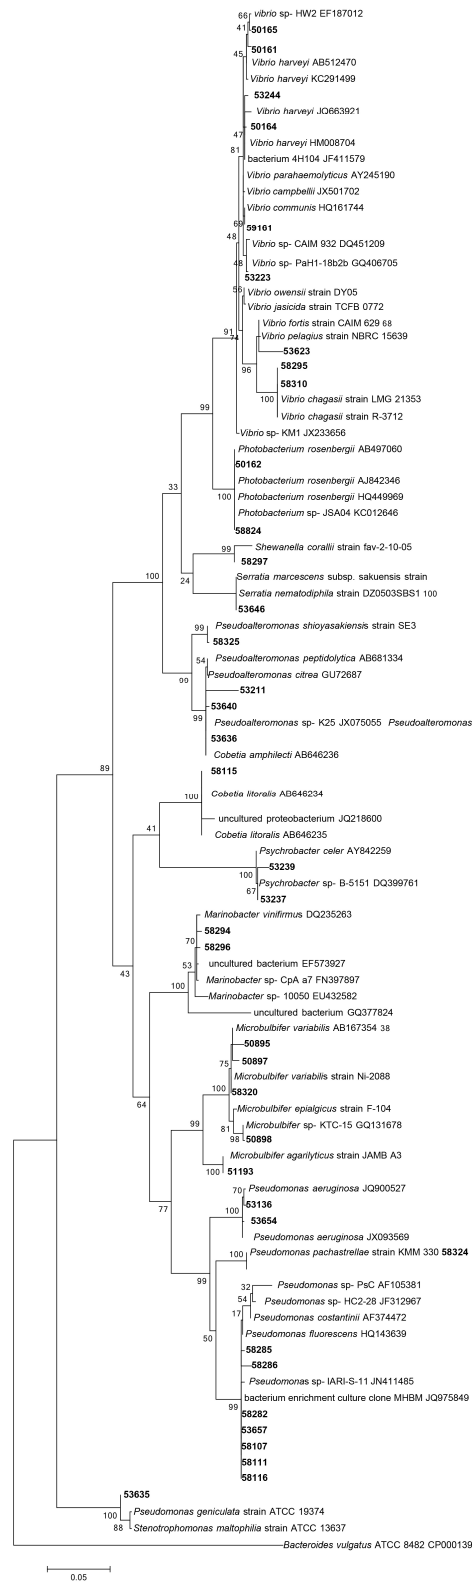 66
vibrio sp- HW2 EF187012
41
50165
50161
45
Vibrio harveyi AB512470
Vibrio harveyi KC291499
53244
Vibrio harveyi JQ663921
50164
47
Vibrio harveyi HM008704
81
bacterium 4H104 JF411579
Vibrio parahaemolyticus AY245190
Vibrio campbellii JX501702
Vibrio communis HQ161744
69
59161
48
Vibrio sp- CAIM 932 DQ451209
48
Vibrio sp- PaH1-18b2b GQ406705
53223
56
Vibrio owensii strain DY05
Vibrio jasicida strain TCFB 0772
Vibrio fortis strain CAIM 629 68
91
74
Vibrio pelagius strain NBRC 15639
53623
96
58295
58310
100
Vibrio chagasii strain LMG 21353
99
Vibrio chagasii strain R-3712
Vibrio sp- KM1 JX233656
Photobacterium rosenbergii AB497060
50162
33
Photobacterium rosenbergii AJ842346
100
Photobacterium rosenbergii HQ449969
Photobacterium sp- JSA04 KC012646
58824
99
Shewanella corallii strain fav-2-10-05
58297
100
24
Serratia marcescens subsp. sakuensis strain
Serratia nematodiphila strain DZ0503SBS1 100
53646
99
Pseudoalteromonas shioyasakiensis strain SE3
58325
54
Pseudoalteromonas peptidolytica AB681334
99
Pseudoalteromonas citrea GU72687
53211
53640
99
Pseudoalteromonas sp- K25 JX075055 Pseudoalteromonas
53636
Cobetia amphilecti AB646236
89
58115
100
Cobetia litoralis AB646234
uncultured proteobacterium JQ218600
41
Cobetia litoralis AB646235
Psychrobacter celer AY842259
53239
100
Psychrobacter sp- B-5151 DQ399761
67
53237
Marinobacter vinifirmus DQ235263
58294
70
58296
53
uncultured bacterium EF573927
43
Marinobacter sp- CpA a7 FN397897
100
Marinobacter sp- 10050 EU432582
uncultured bacterium GQ377824
Microbulbifer variabilis AB167354 38
50895
75
50897
Microbulbifer variabilis strain Ni-2088
100
58320
64
Microbulbifer epialgicus strain F-104
99
81
Microbulbifer sp- KTC-15 GQ131678
98
50898
Microbulbifer agarilyticus strain JAMB A3
100
51193
70
Pseudomonas aeruginosa JQ900527
77
53136
100
53654
Pseudomonas aeruginosa JX093569
100
Pseudomonas pachastrellae strain KMM 330 58324
99
32
Pseudomonas sp- PsC AF105381
54
Pseudomonas sp- HC2-28 JF312967
17
Pseudomonas costantinii AF374472
50
Pseudomonas fluorescens HQ143639
58285
58286
Pseudomonas sp- IARI-S-11 JN411485
bacterium enrichment culture clone MHBM JQ975849
99
58282
53657
58107
58111
58116
89
53635
100
Pseudomonas geniculata strain ATCC 19374
88
Stenotrophomonas maltophilia strain ATCC 13637
Bacteroides vulgatus ATCC 8482 CP000139
0.05